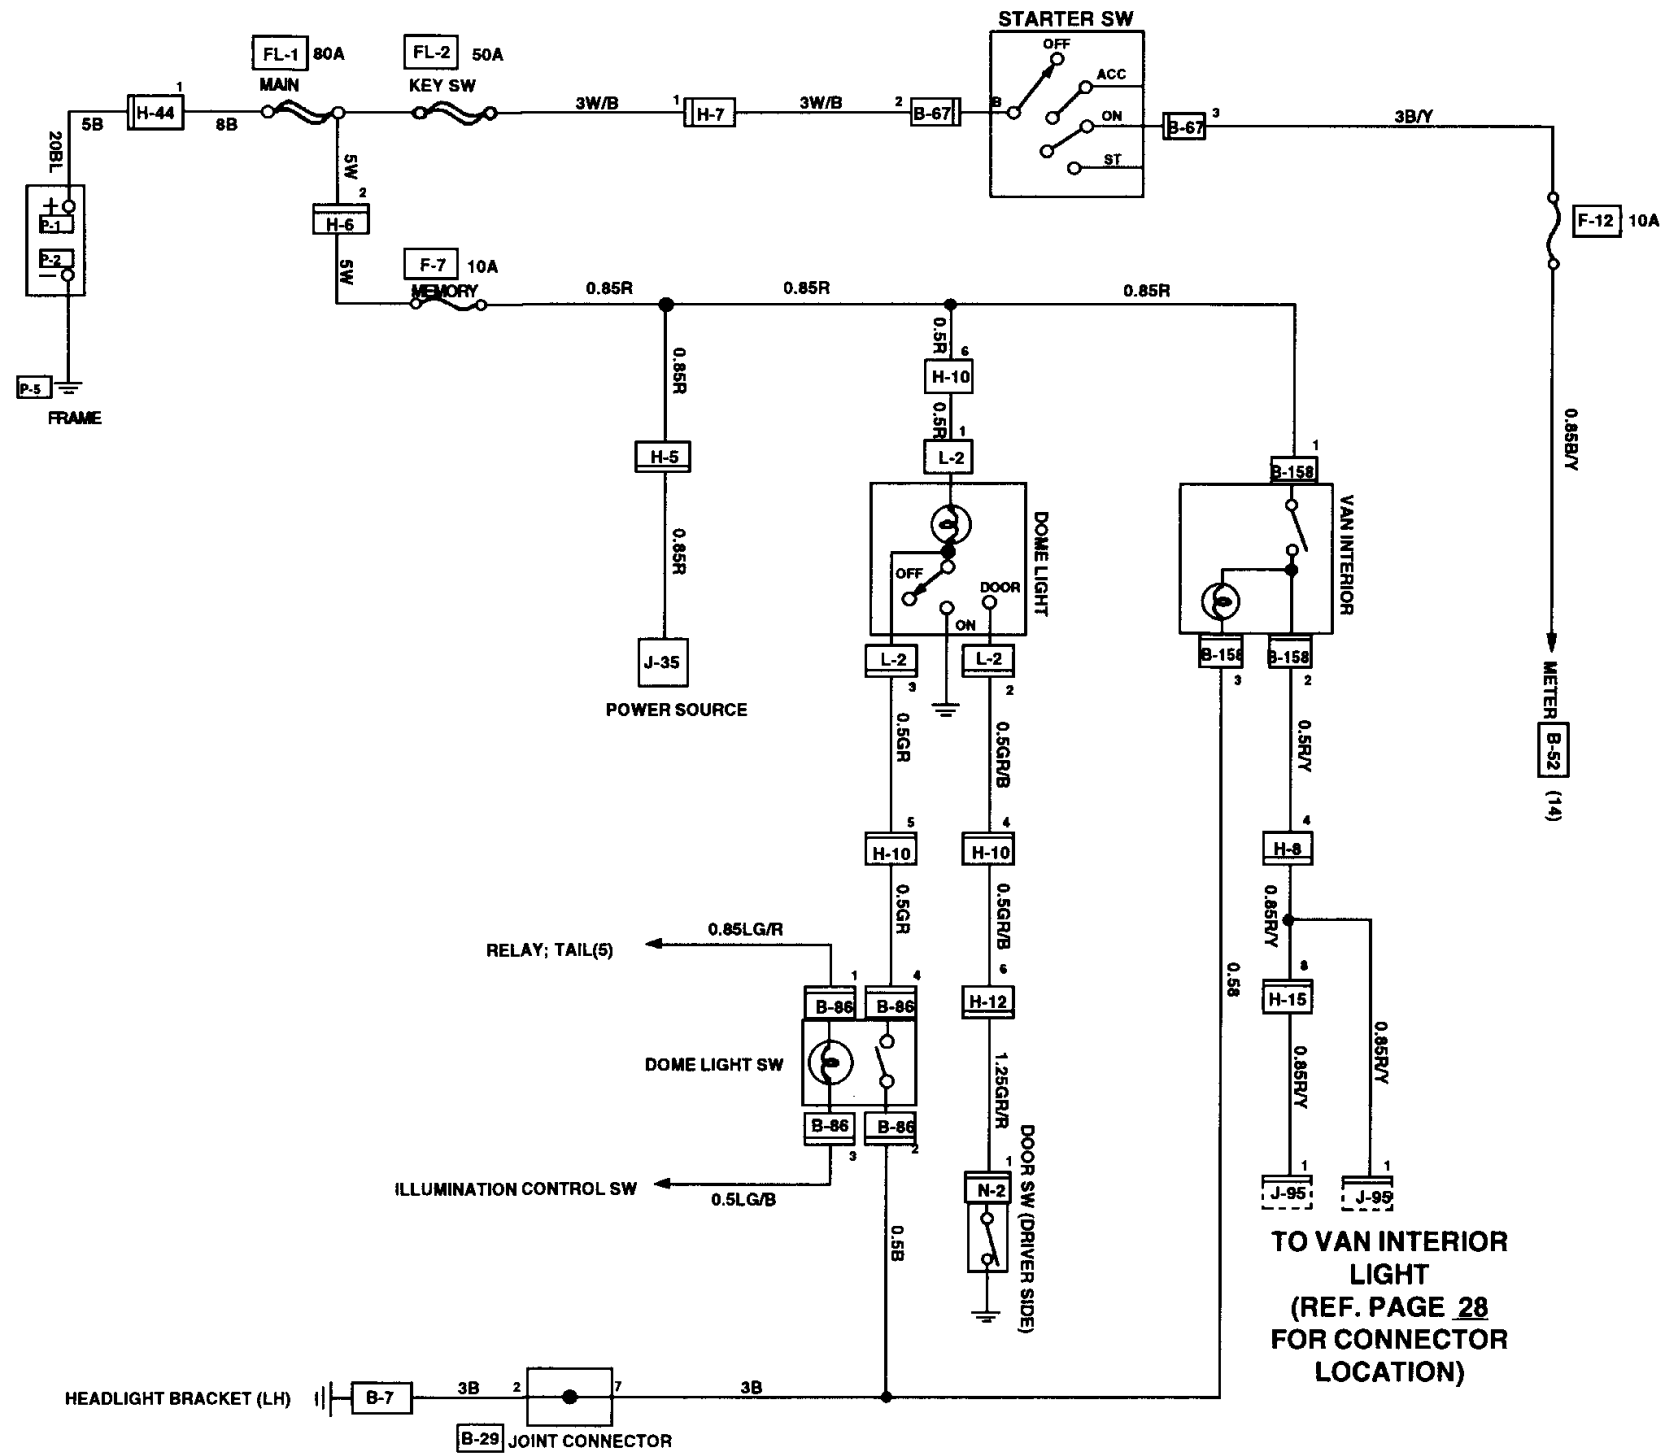 STARTER SW
FL-1 80A
MAIN
FL-2 50A
KEY SW
OFF
ACC
ON
ST
B
1
H-44
5B
8B
20BL
3W/B
1
H-7
3W/B
2
B-67
B-67
3
3B/Y
+
P-1
P-2
−
P-5
FRAME
5W
2
H-6
5W
F-7 10A
MEMORY
0.85R
0.85R
0.85R
F-12 10A
0.85B/Y
METER
B-52
(14)
0.85R
H-5
0.85R
J-35
POWER SOURCE
0.5R
6
H-10
0.5R
1
L-2
DOME LIGHT
OFF
DOOR
ON
L-2
3
L-2
2
1
B-158
VAN INTERIOR
B-158
3
B-158
2
0.5GR
0.5GR/B
0.5R/Y
5
H-10
4
H-10
4
H-8
0.5GR
0.5GR/B
0.85R/Y
0.85LG/R
RELAY; TAIL(5)
1
B-86
4
B-86
6
H-12
0.58
8
H-15
DOME LIGHT SW
1.25GR/R
0.85R/Y
0.85R/Y
B-86
3
B-86
2
ILLUMINATION CONTROL SW
0.5LG/B
1
N-2
DOOR SW (DRIVER SIDE)
0.5B
1
J-95
1
J-95
TO VAN INTERIOR
LIGHT
(REF. PAGE 28
FOR CONNECTOR
LOCATION)
HEADLIGHT BRACKET (LH)
B-7
3B
2
7
3B
B-29 JOINT CONNECTOR